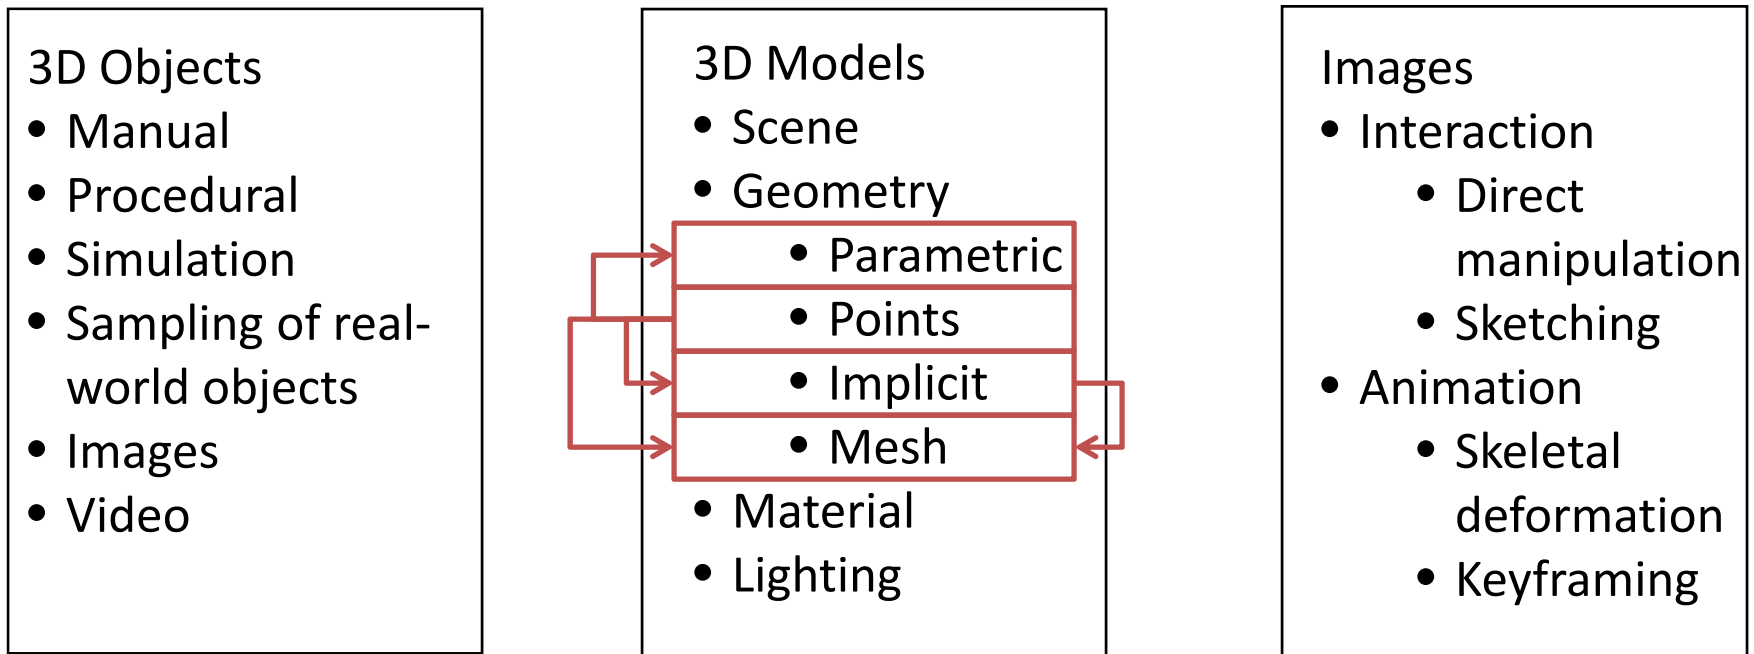 3D Objects
• Manual
• Procedural
• Simulation
• Sampling of real-
world objects
• Images
• Video
3D Models
• Scene
• Geometry
• Parametric
• Points
• Implicit
• Mesh
• Material
• Lighting
Images
• Interaction
• Direct
manipulation
• Sketching
• Animation
• Skeletal
deformation
• Keyframing